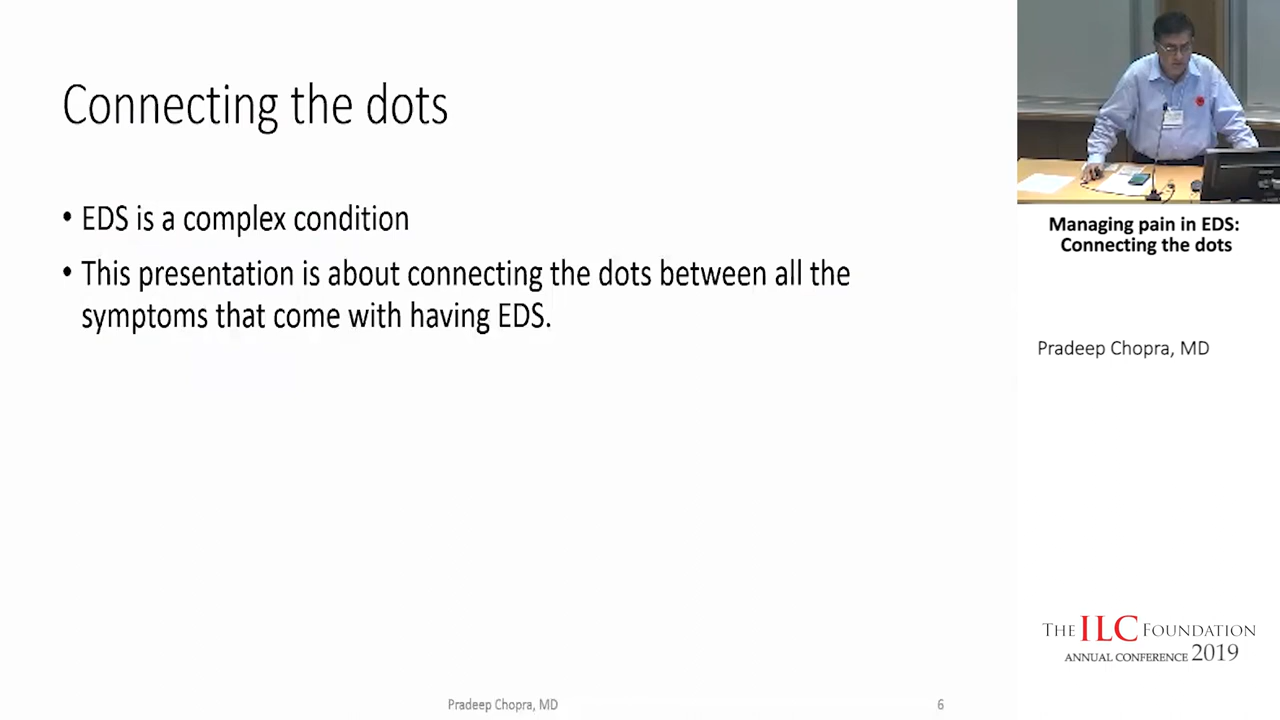 Connecting the dots
• EDS is a complex condition
• This presentation is about connecting the dots between all the
symptoms that come with having EDS.
Pradeep Chopra, MD
6
Managing pain in EDS:
Connecting the dots
Pradeep Chopra, MD
THE ILC FOUNDATION
ANNUAL CONFERENCE 2019